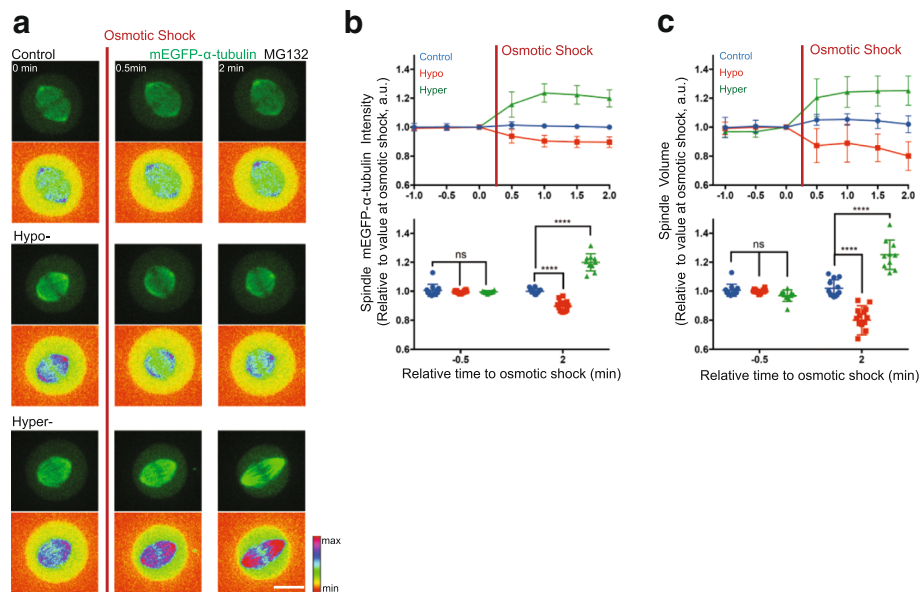 a
Osmotic Shock
Control
mEGFP-α-tubulin MG132
0 min
0.5min
2 min
Hypo-
Hyper-
max
min
b
Osmotic Shock
Control
Hypo
Hyper
Spindle mEGFP-α-tubulin Intensity
(Relative to value at osmotic shock, a.u.)
1.4
1.2
1.0
0.8
0.6
-1.0 -0.5 0.0 0.5 1.0 1.5 2.0
1.4
1.2
1.0
0.8
0.6
ns
****
****
-0.5 2
Relative time to osmotic shock (min)
c
Osmotic Shock
Control
Hypo
Hyper
Spindle Volume
(Relative to value at osmotic shock, a.u.)
1.4
1.2
1.0
0.8
0.6
-1.0 -0.5 0.0 0.5 1.0 1.5 2.0
1.4
1.2
1.0
0.8
0.6
ns
****
****
-0.5 2
Relative time to osmotic shock (min)